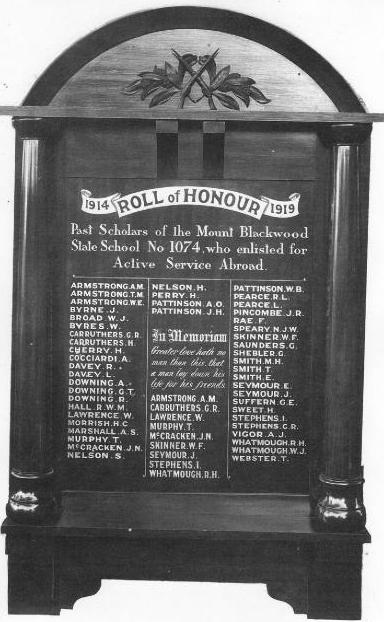 1914 ROLL of HONOUR 1919
Past Scholars of the Mount Blackwood
State School No 1074, who enlisted for
Active Service Abroad.
ARMSTRONG. A.M.
ARMSTRONG. T.M.
ARMSTRONG. W.E.
BYRNE. J.
BROAD. W.J.
BYRES. W.
CARRUTHERS. G.R.
CARRUTHERS. H.
CHERRY. H.
COCCIARDI. A.
DAVEY. R.
DAVEY. L.
DOWNING. A.
DOWNING. G.T.
DOWNING. R.
HALL. R.W.M.
LAWRENCE. W.
MORRISH. H.C
MARSHALL. A.S.
MURPHY. T.
McCRACKEN. J.N.
NELSON. S.
NELSON. H.
PERRY. H.
PATTINSON. A.O.
PATTINSON. J.H.
In Memoriam
Greater love hath no
man than this, that
a man lay down his
life for his friends
ARMSTRONG. A.M.
CARRUTHERS. G.R.
LAWRENCE. W.
MURPHY. T.
McCRACKEN. J.N.
SKINNER. W.F.
SEYMOUR. J.
STEPHENS. I.
WHATMOUGH. R.H.
PATTINSON. W.B.
PEARCE. R.L.
PEARCE. L.
PINCOMBE. J.R.
RAE. F.
SPEARY. N.J.W.
SKINNER. W.F.
SAUNDERS. G.
SHEBLER. G.
SMITH. M.H.
SMITH. T.
SMITH. E.
SEYMOUR. E.
SEYMOUR. J.
SUFFERN. G.E.
SWEET. H.
STEPHENS. I.
STEPHENS. G.R.
VIGOR. A.J.
WHATMOUGH. R.H.
WHATMOUGH. W.J.
WEBSTER. T.